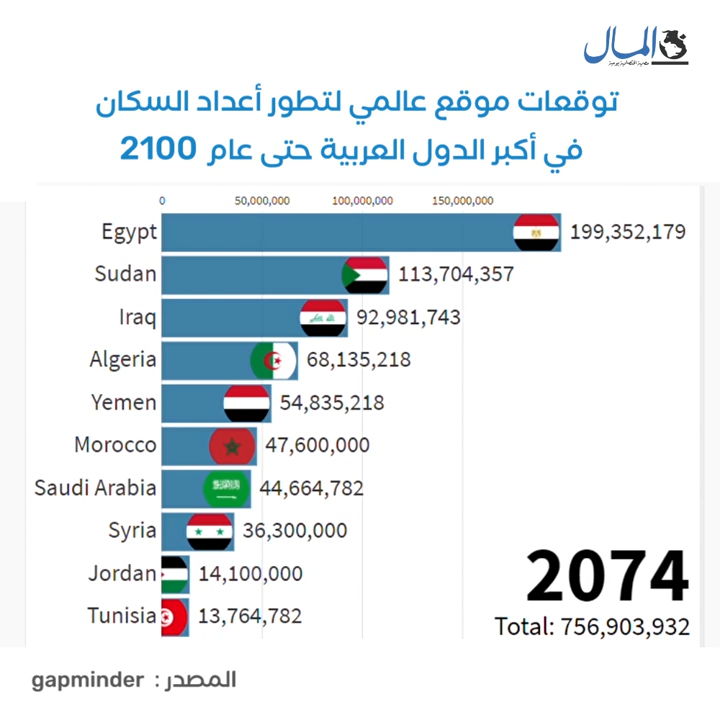 المال
توقعات موقع عالمي لتطور أعداد السكان
في أكبر الدول العربية حتى عام 2100
0 50,000,000 100,000,000 150,000,000
Egypt 199,352,179
Sudan 113,704,357
Iraq 92,981,743
Algeria 68,135,218
Yemen 54,835,218
Morocco 47,600,000
Saudi Arabia 44,664,782
Syria 36,300,000
Jordan 14,100,000
Tunisia 13,764,782
2074
Total: 756,903,932
المصدر : gapminder